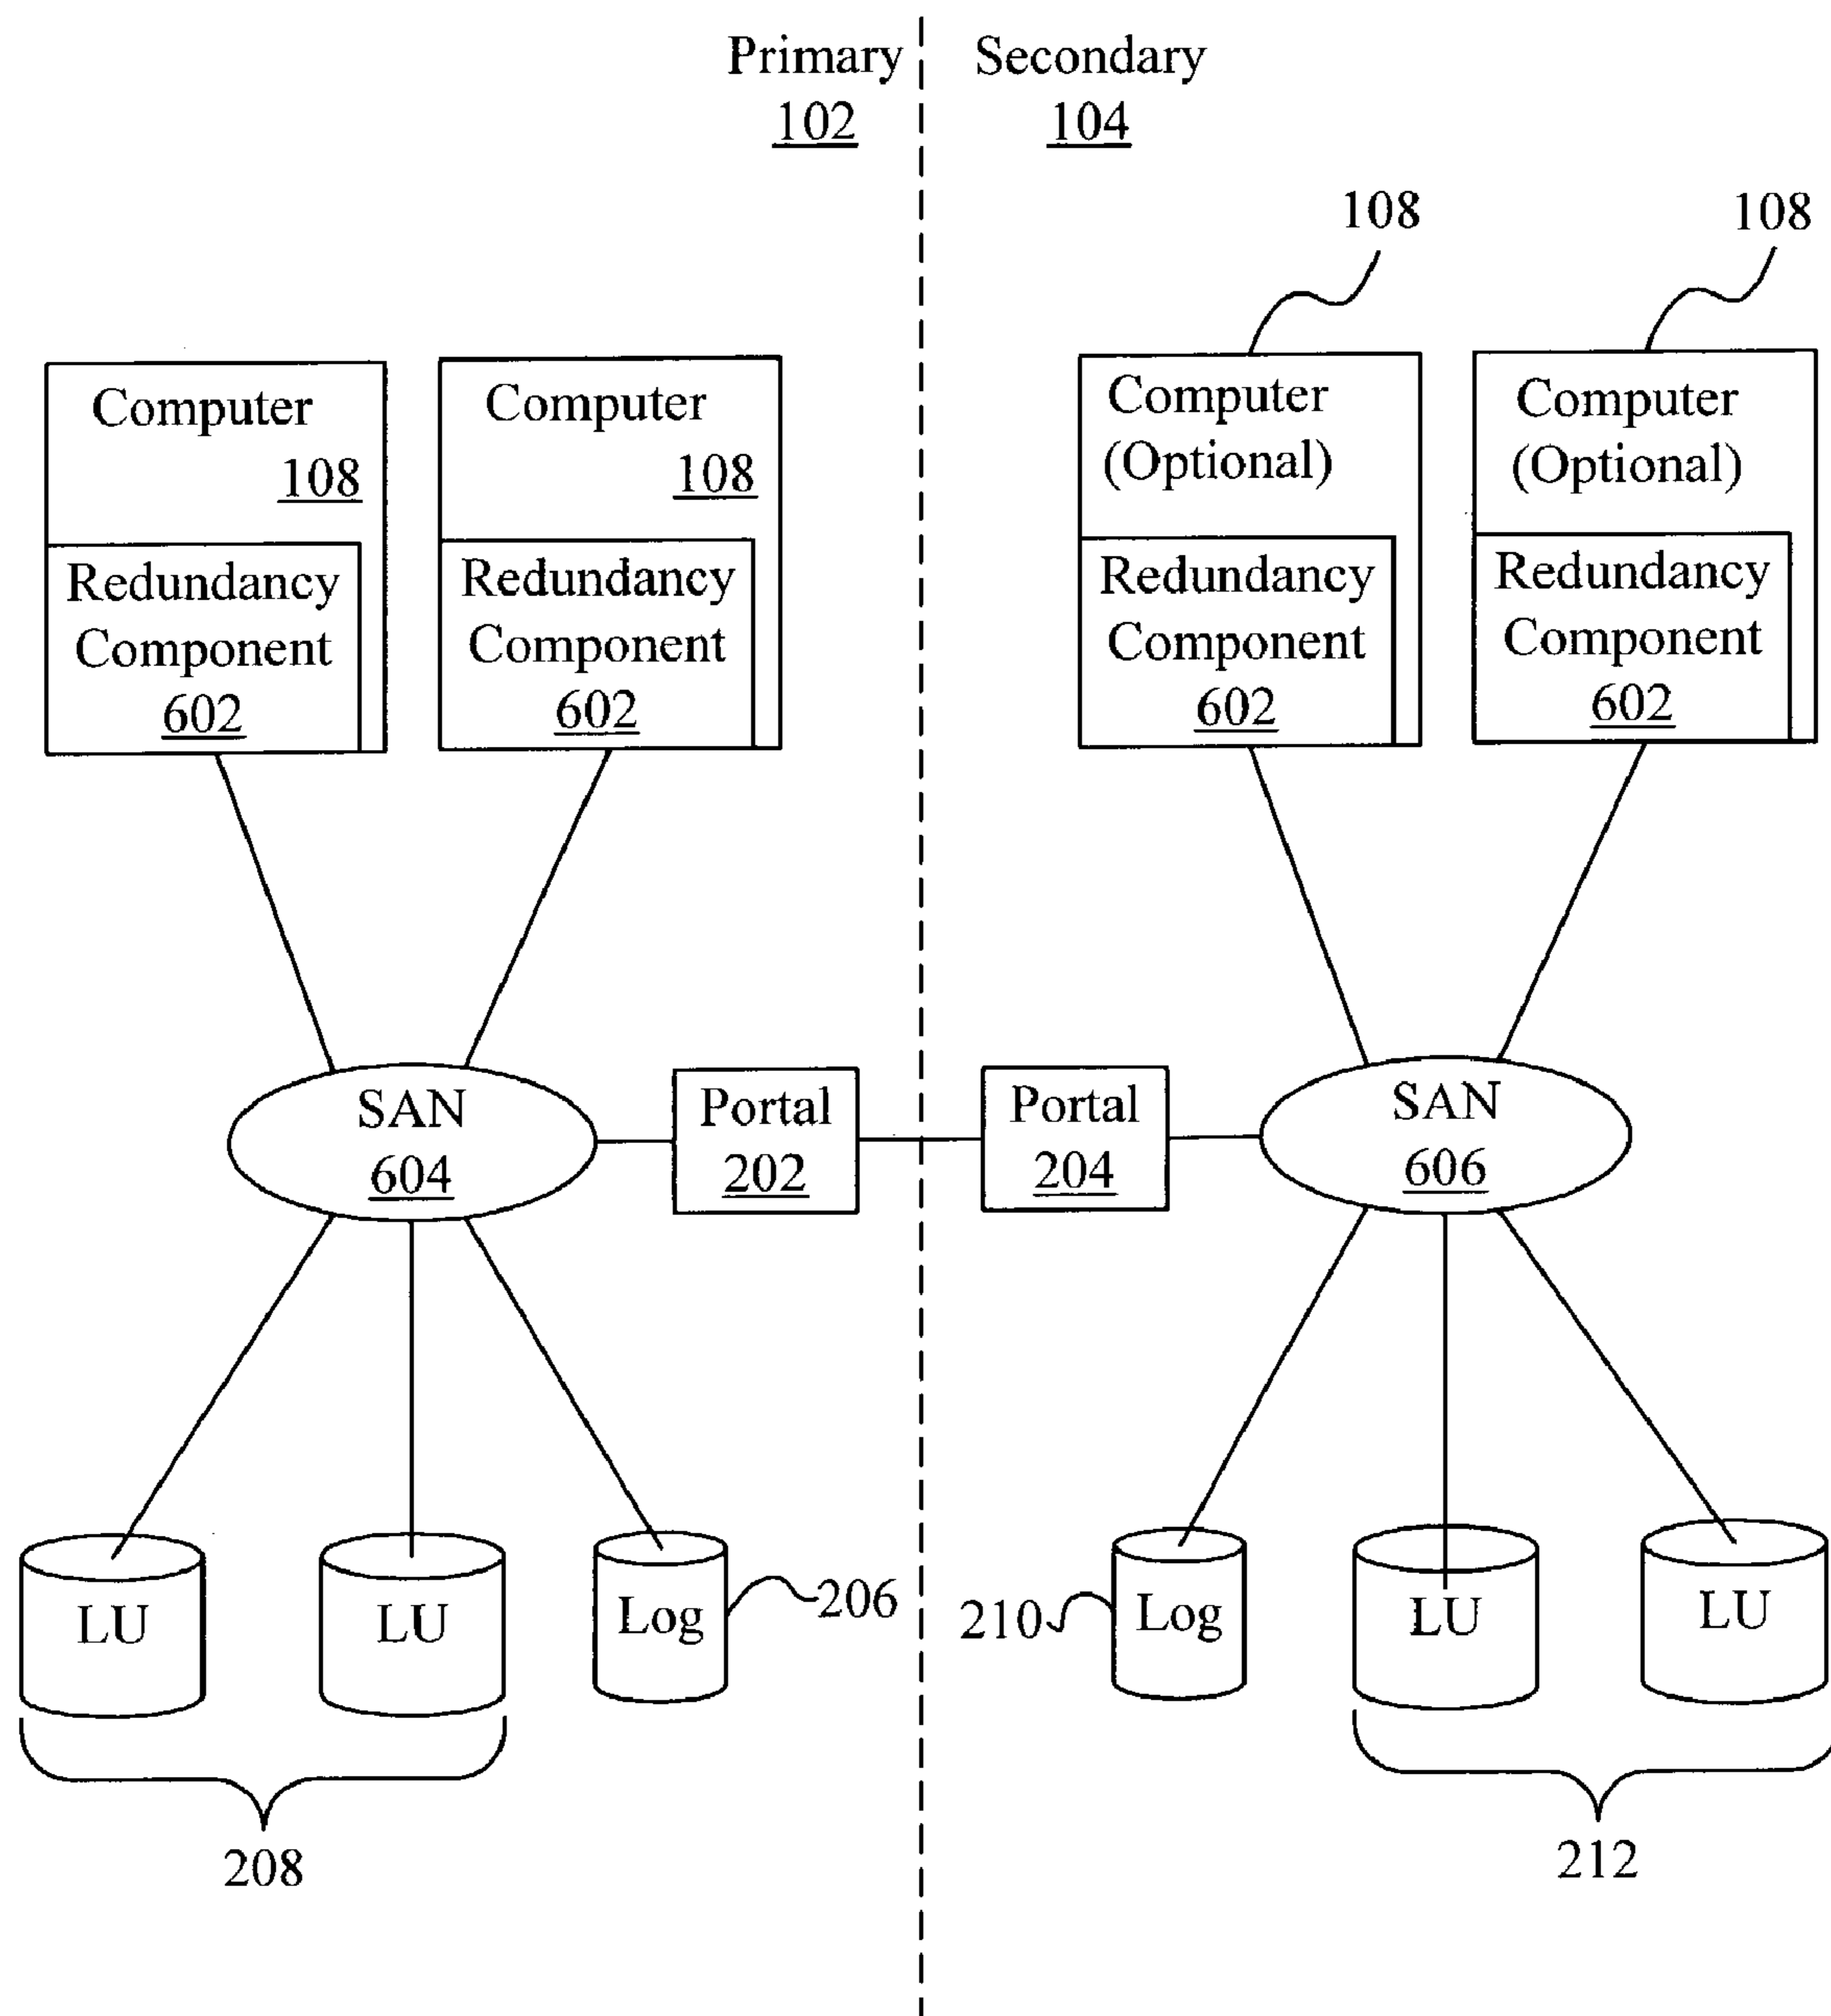 Primary
102
Secondary
104
108
108
Computer
108
Redundancy
Component
602
Computer
108
Redundancy
Component
602
Computer
(Optional)
Redundancy
Component
602
Computer
(Optional)
Redundancy
Component
602
SAN
604
Portal
202
Portal
204
SAN
606
LU
LU
Log
206
210
Log
LU
LU
208
212